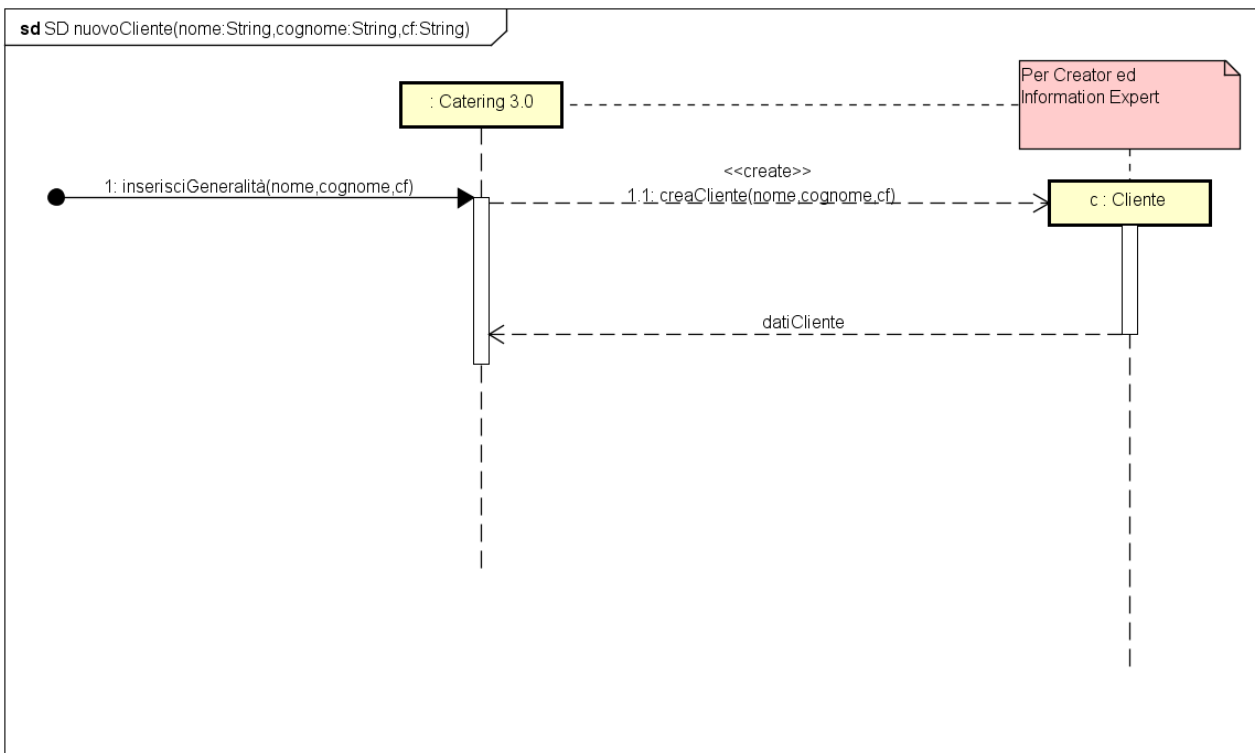 sd SD nuovoCliente(nome:String,cognome:String,cf:String)
: Catering 3.0
Per Creator ed
Information Expert
1: inserisciGeneralità(nome,cognome,cf)
<<create>>
1.1: creaCliente(nome,cognome,cf)
c : Cliente
datiCliente